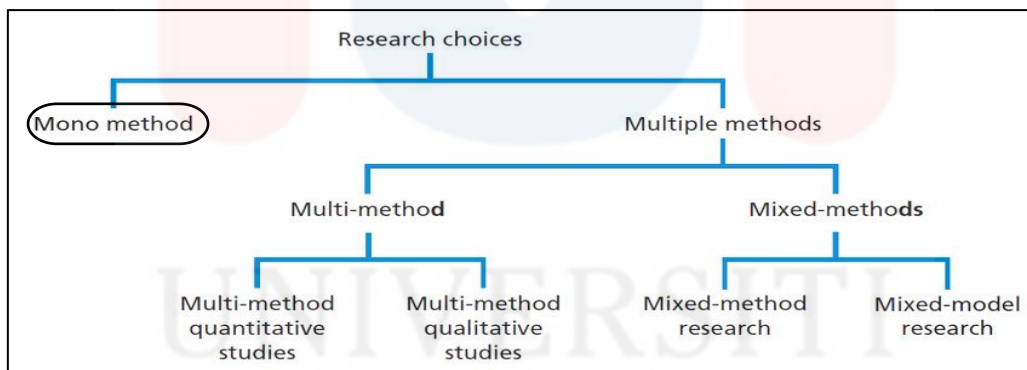 Research choices
Mono method
Multiple methods
Multi-method
Mixed-methods
Multi-method
quantitative
studies
Multi-method
qualitative
studies
Mixed-method
research
Mixed-model
research
UNIVERSITI